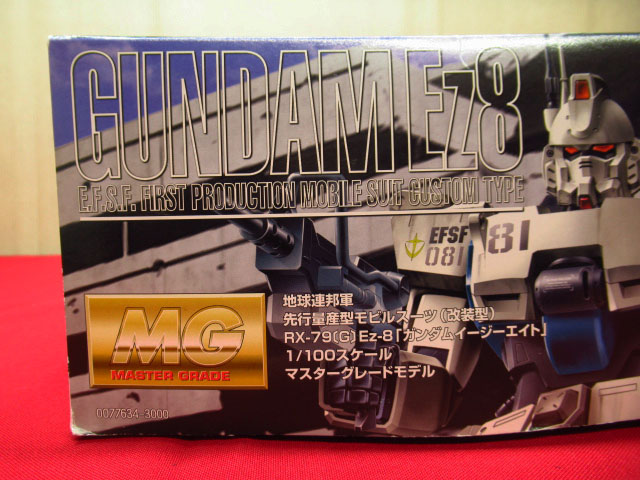 GUNDAM Ez8
E.F.S.F. FIRST PRODUCTION MOBILE SUIT CUSTOM TYPE
EFSF
081
81
地球連邦軍
先行量産型モビルスーツ(改装型)
RX-79[G]Ez-8「ガンダムイージーエイト」
1/100スケール
マスターグレードモデル
MG
MASTER GRADE
0077634-3000